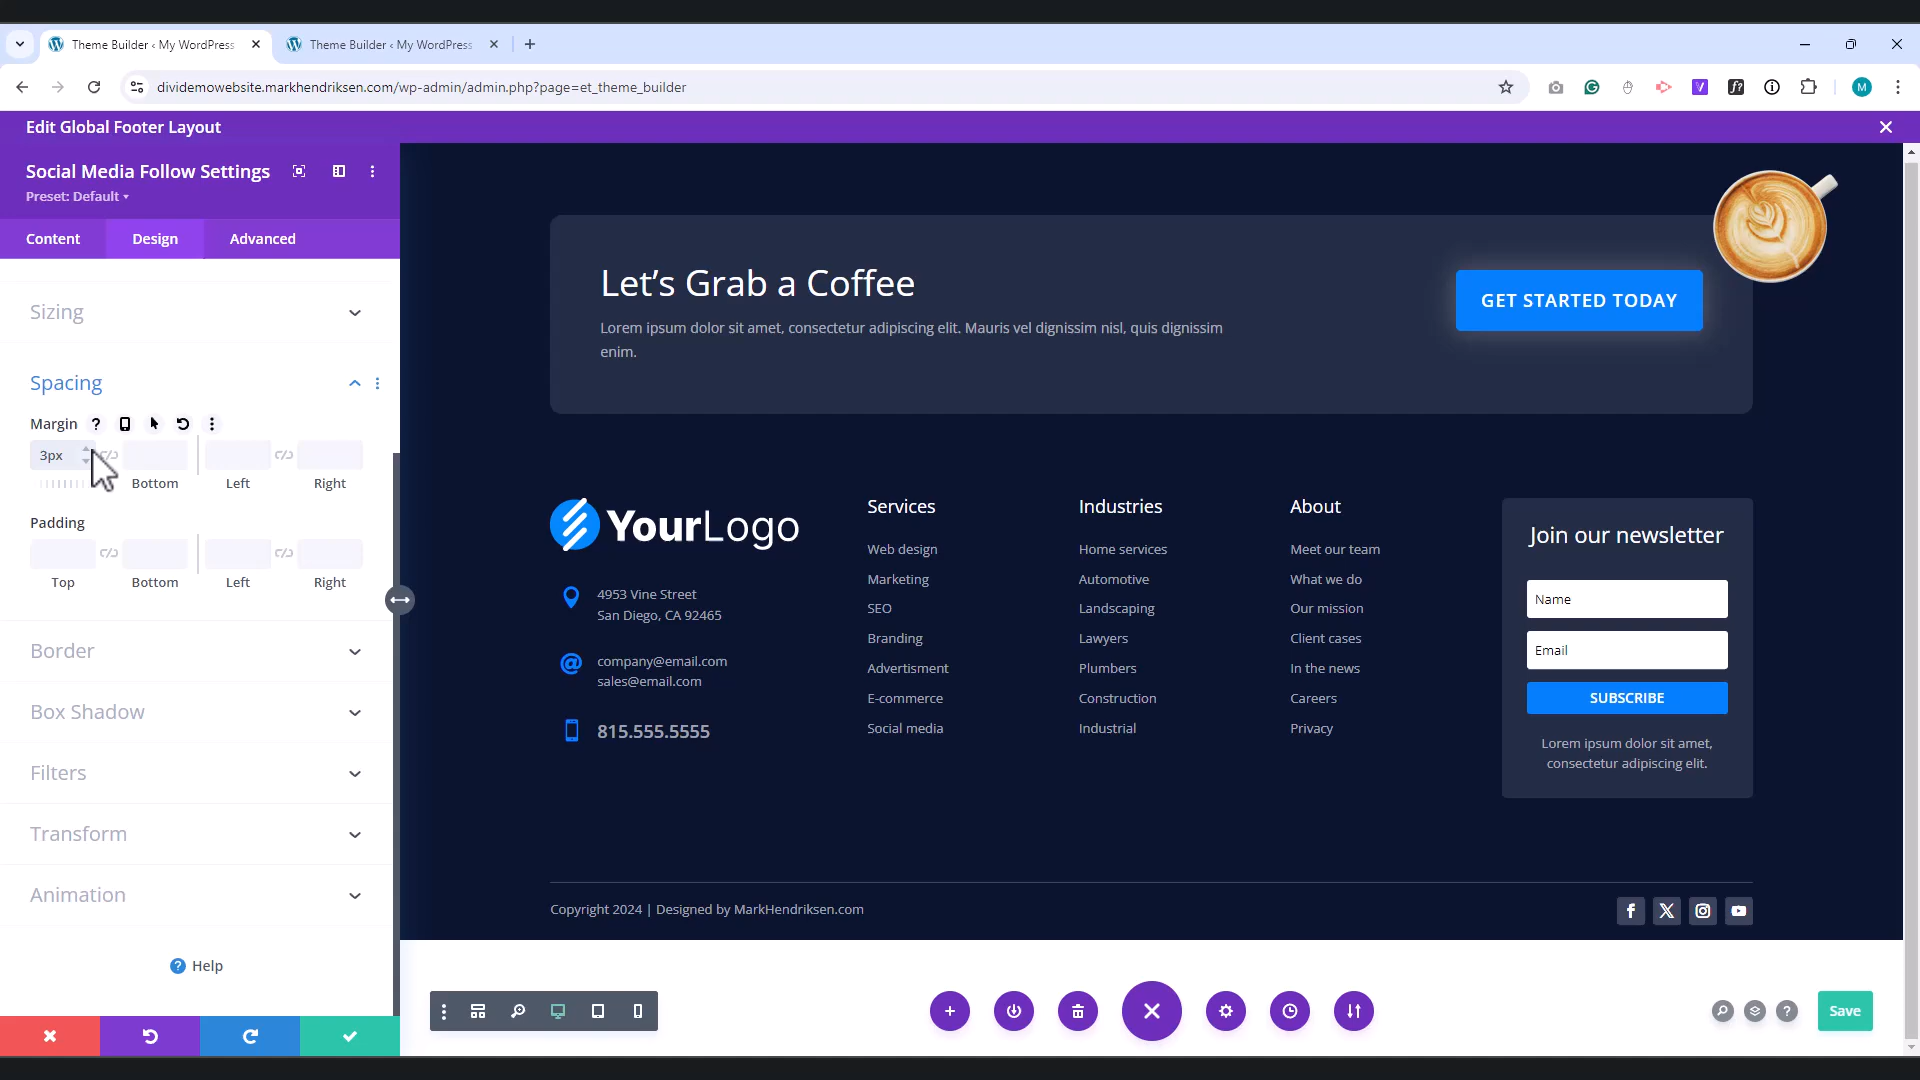 Theme Builder ‹ My WordPress
Theme Builder ‹ My WordPress
dividemowebsite.markhendriksen.com/wp-admin/admin.php?page=et_theme_builder
M
Edit Global Footer Layout
Social Media Follow Settings
Preset: Default
Content
Design
Advanced
Sizing
Spacing
Margin
3px
Bottom
Left
Right
Padding
Top
Bottom
Left
Right
Border
Box Shadow
Filters
Transform
Animation
Help
Let’s Grab a Coffee
Lorem ipsum dolor sit amet, consectetur adipiscing elit. Mauris vel dignissim nisl, quis dignissim
enim.
GET STARTED TODAY
YourLogo
4953 Vine Street
San Diego, CA 92465
company@email.com
sales@email.com
815.555.5555
Services
Web design
Marketing
SEO
Branding
Advertisment
E-commerce
Social media
Industries
Home services
Automotive
Landscaping
Lawyers
Plumbers
Construction
Industrial
About
Meet our team
What we do
Our mission
Client cases
In the news
Careers
Privacy
Join our newsletter
Name
Email
SUBSCRIBE
Lorem ipsum dolor sit amet,
consectetur adipiscing elit.
Copyright 2024 | Designed by MarkHendriksen.com
Save